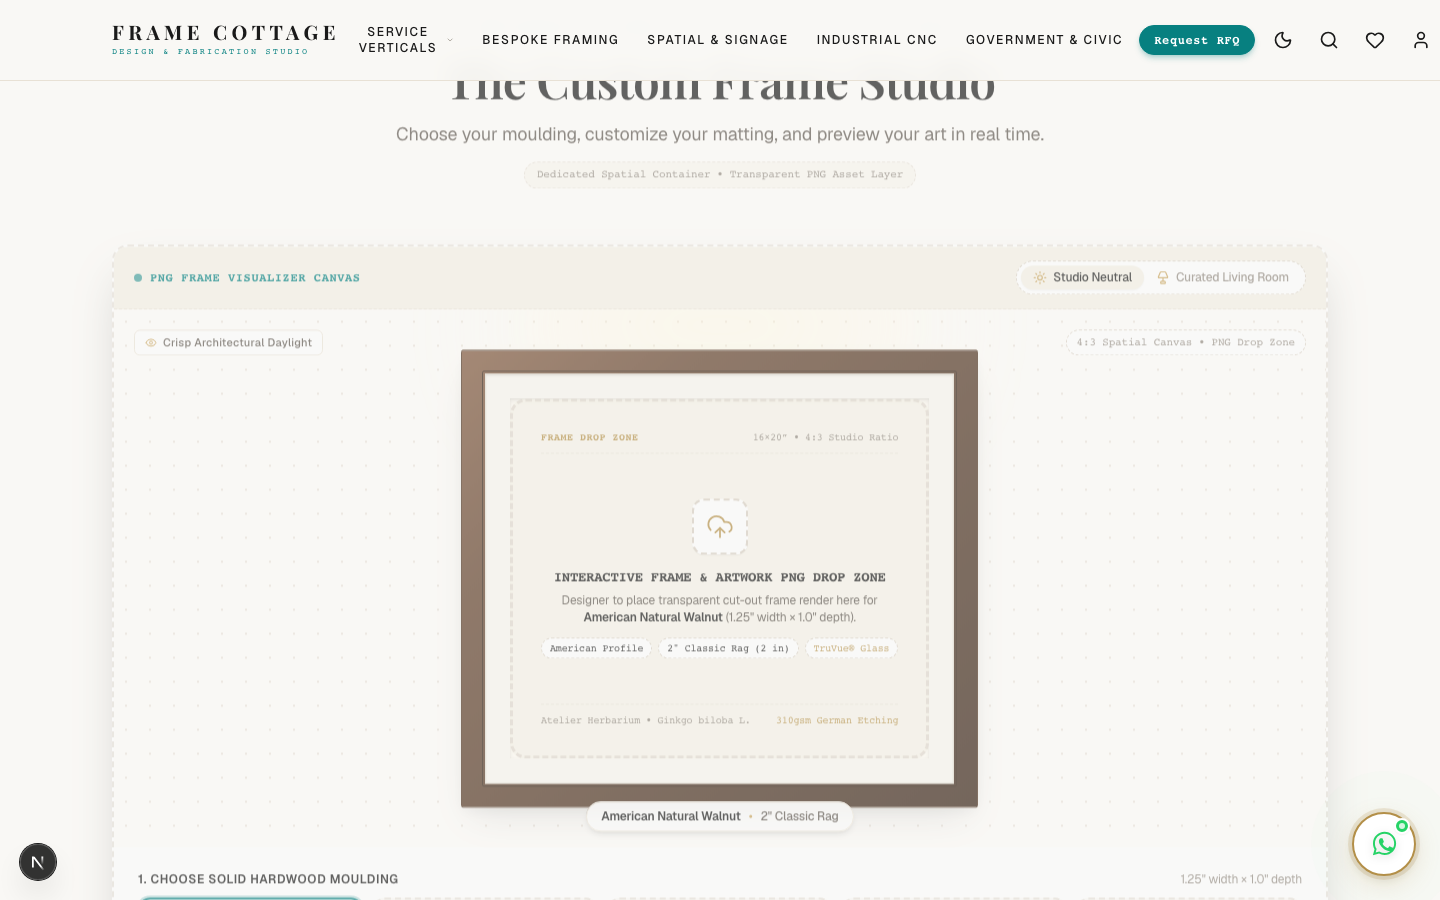 FRAME COTTAGE
DESIGN & FABRICATION STUDIO
SERVICE
VERTICALS
BESPOKE FRAMING
SPATIAL & SIGNAGE
INDUSTRIAL CNC
GOVERNMENT & CIVIC
Request RFQ
The Custom Frame Studio
Choose your moulding, customize your matting, and preview your art in real time.
Dedicated Spatial Container • Transparent PNG Asset Layer
PNG FRAME VISUALIZER CANVAS
Studio Neutral
Curated Living Room
Crisp Architectural Daylight
4:3 Spatial Canvas • PNG Drop Zone
FRAME DROP ZONE
16×20" • 4:3 Studio Ratio
INTERACTIVE FRAME & ARTWORK PNG DROP ZONE
Designer to place transparent cut-out frame render here for
American Natural Walnut (1.25" width × 1.0" depth).
American Profile
2" Classic Rag (2 in)
TruVue® Glass
Atelier Herbarium • Ginkgo biloba L.
310gsm German Etching
American Natural Walnut • 2" Classic Rag
N
1. CHOOSE SOLID HARDWOOD MOULDING
1.25" width × 1.0" depth